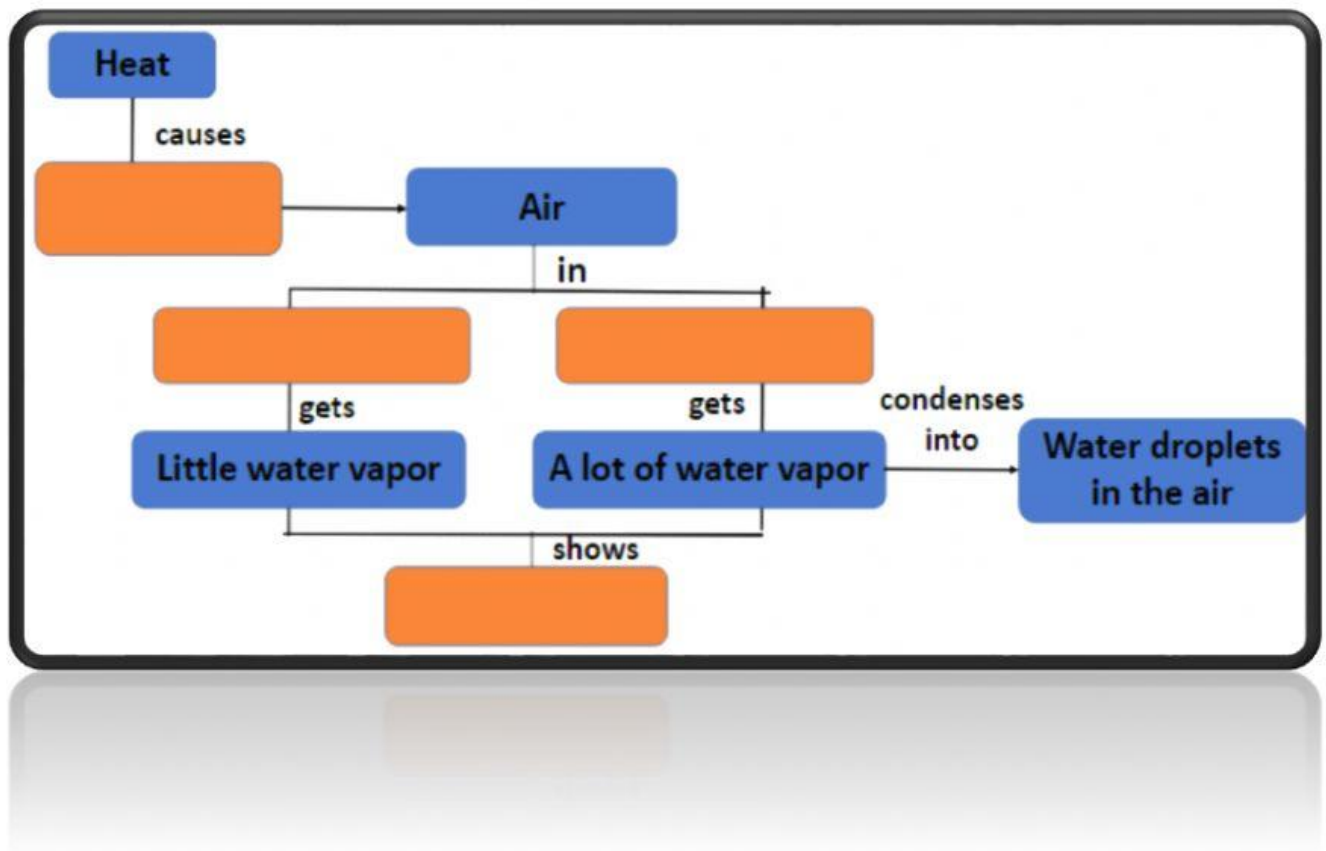 Heat
causes
Air
in
gets
gets
condenses
into
Little water vapor
A lot of water vapor
Water droplets
in the air
shows